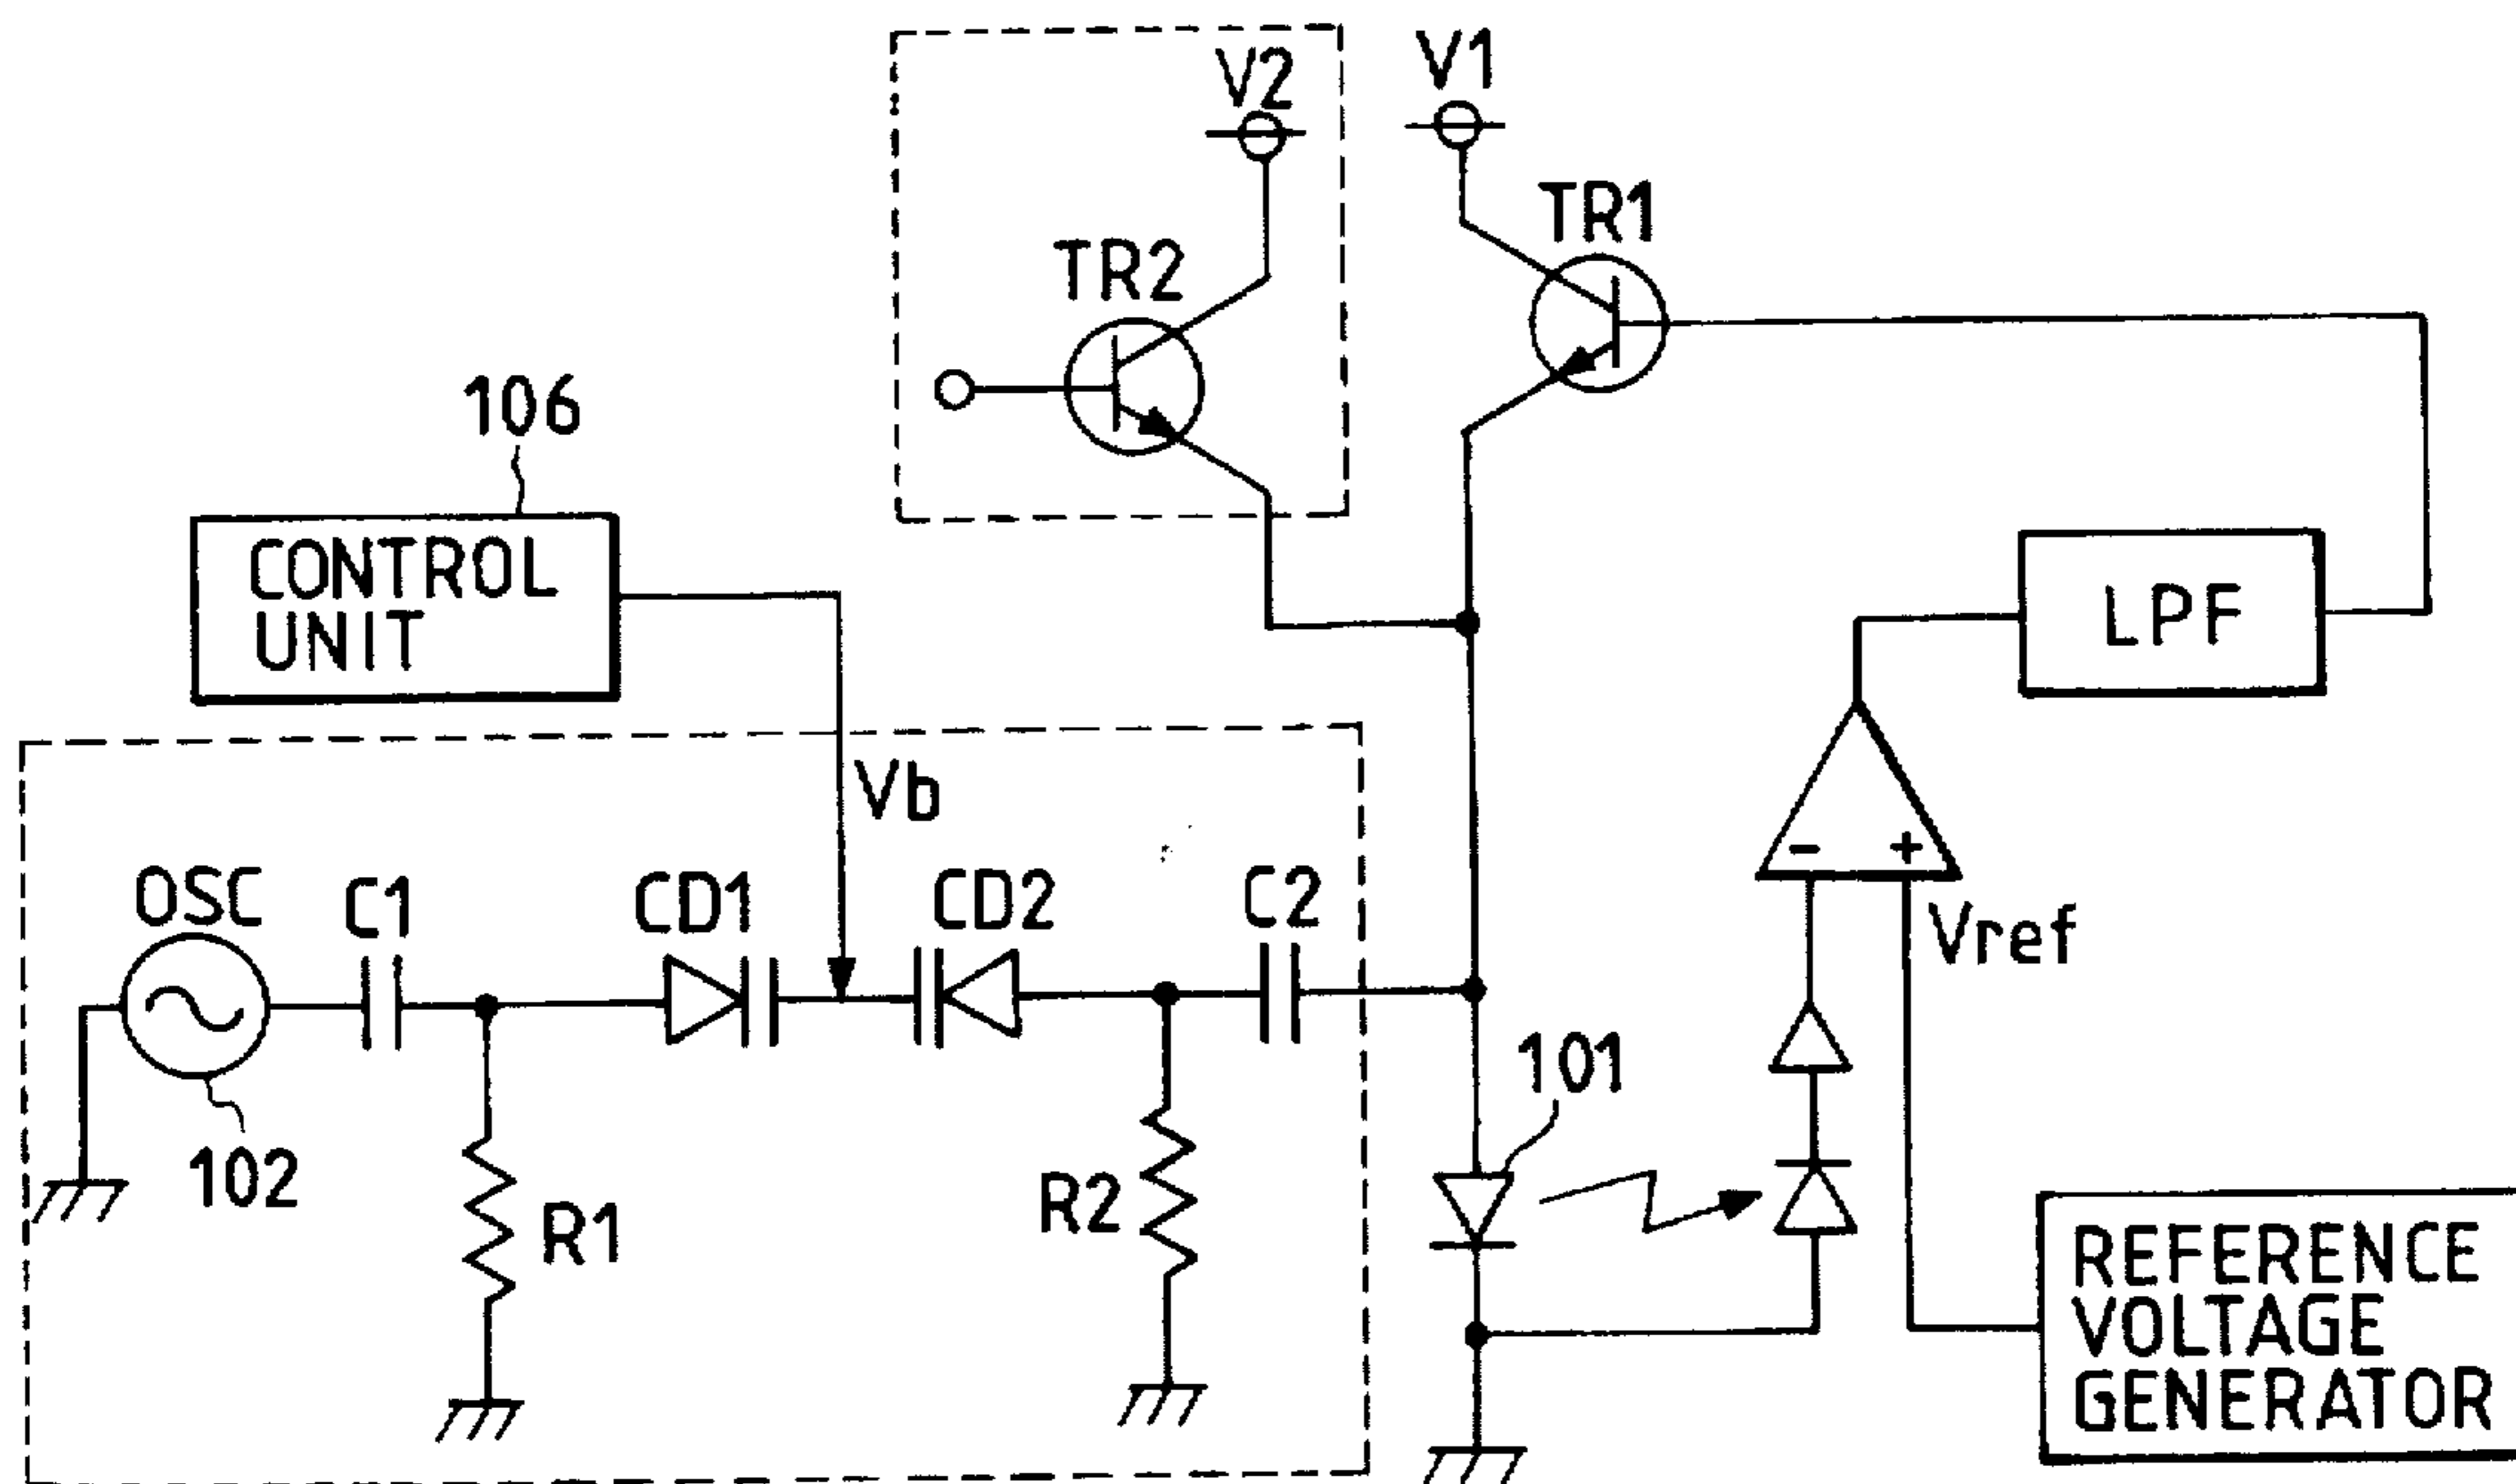 V2
V1
TR1
TR2
106
CONTROL
UNIT
LPF
Vb
- +
OSC
C1
CD1
CD2
C2
Vref
101
102
R1
R2
REFERENCE
VOLTAGE
GENERATOR